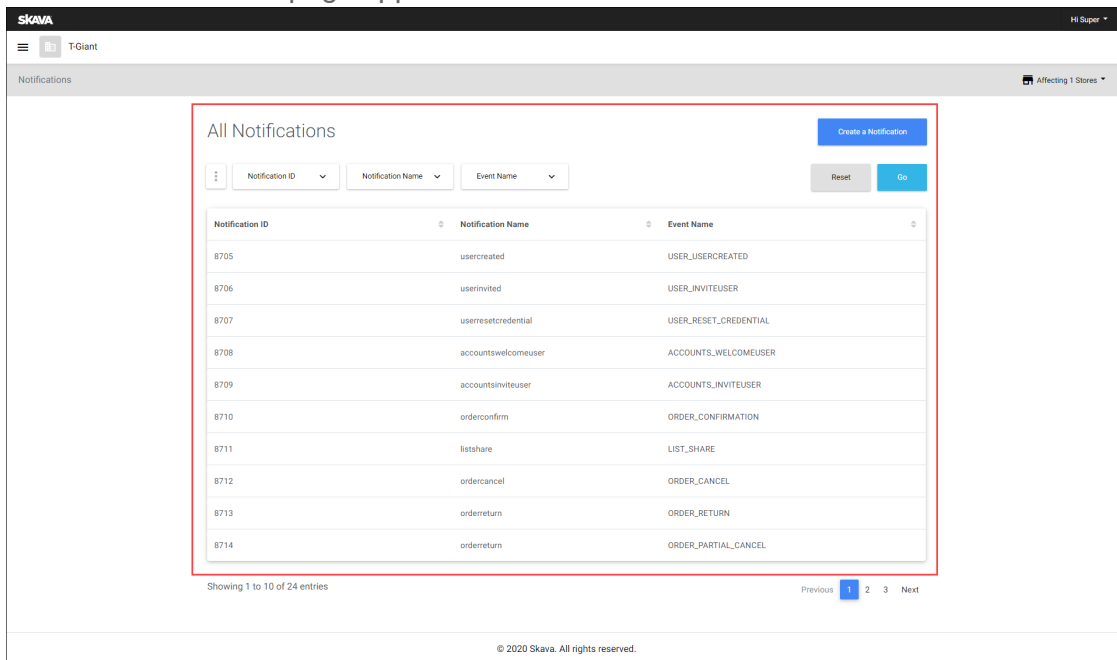 SKAVA Hi Super
T-Giant
Notifications Affecting 1 Stores
All Notifications Create a Notification
Notification ID Notification Name Event Name Reset Go
Notification ID Notification Name Event Name
8705 usercreated USER_USERCREATED
8706 userinvited USER_INVITEUSER
8707 userresetcredential USER_RESET_CREDENTIAL
8708 accountswelcomeuser ACCOUNTS_WELCOMEUSER
8709 accountsinviteuser ACCOUNTS_INVITEUSER
8710 orderconfirm ORDER_CONFIRMATION
8711 listshare LIST_SHARE
8712 ordercancel ORDER_CANCEL
8713 orderreturn ORDER_RETURN
8714 orderreturn ORDER_PARTIAL_CANCEL
Showing 1 to 10 of 24 entries Previous 1 2 3 Next
© 2020 Skava. All rights reserved.